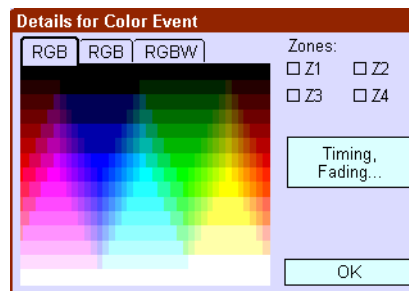 Details for Color Event
RGB RGB RGBW
Zones:
Z1 Z2
Z3 Z4
Timing,
Fading...
OK